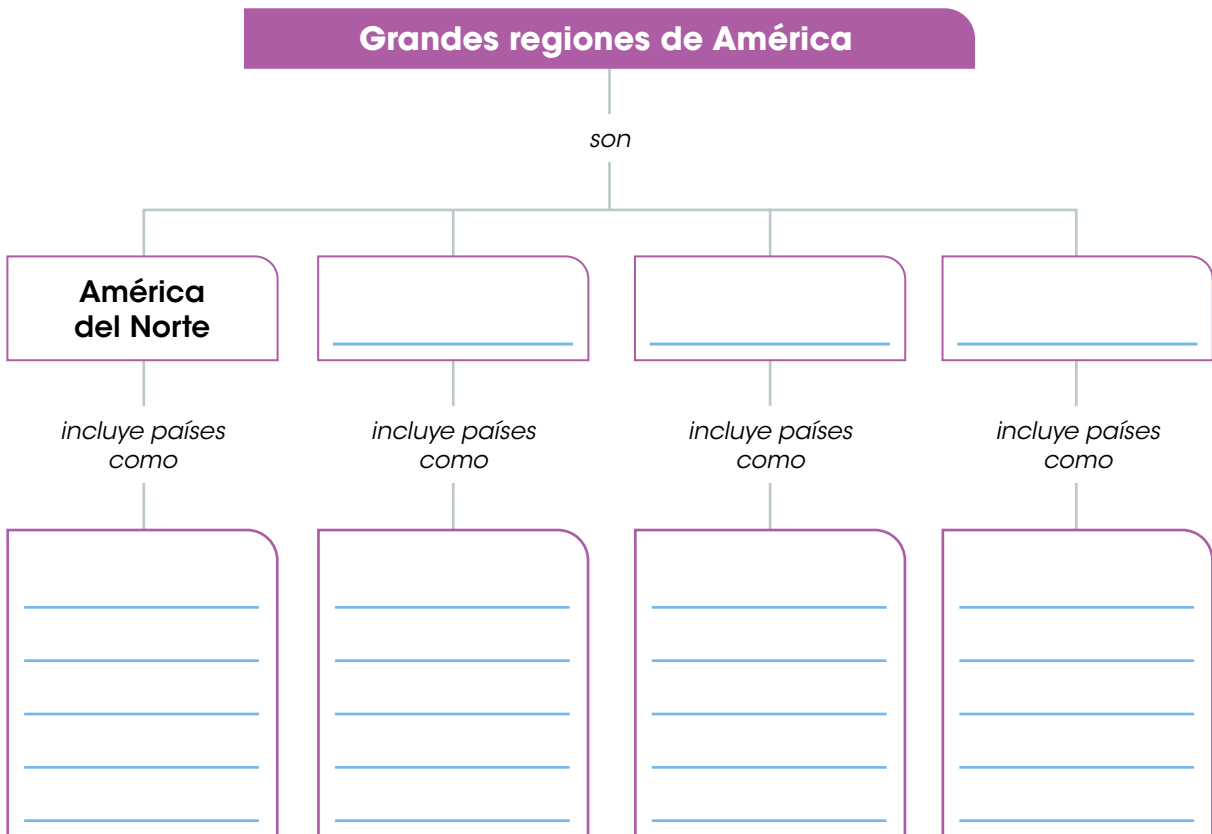 Grandes regiones de América
son
América
del Norte
incluye países
como
incluye países
como
incluye países
como
incluye países
como